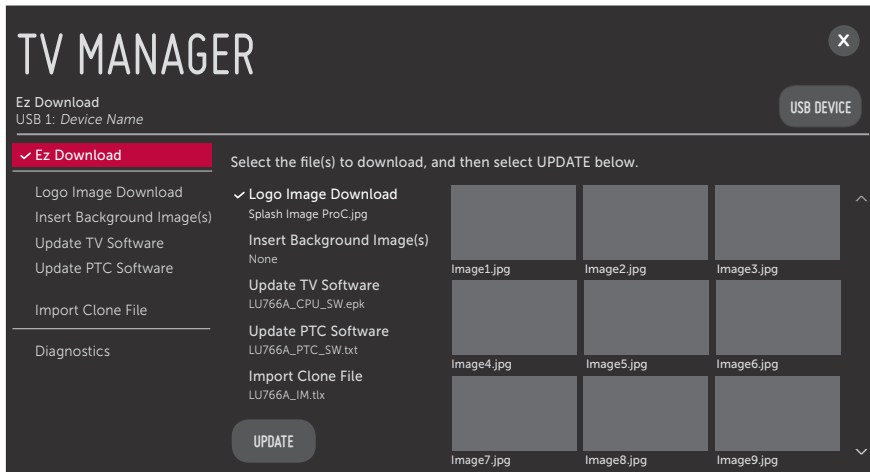 TV MANAGER
X
Ez Download
USB 1: Device Name
USB DEVICE
Ez Download
Logo Image Download
Insert Background Image(s)
Update TV Software
Update PTC Software
Import Clone File
Diagnostics
Select the file(s) to download, and then select UPDATE below.
Logo Image Download
Splash Image ProC.jpg
Insert Background Image(s)
None
Update TV Software
LU766A_CPU_SW.epk
Update PTC Software
LU766A_PTC_SW.txt
Import Clone File
LU766A_IM.tlx
UPDATE
Image1.jpg
Image2.jpg
Image3.jpg
Image4.jpg
Image5.jpg
Image6.jpg
Image7.jpg
Image8.jpg
Image9.jpg